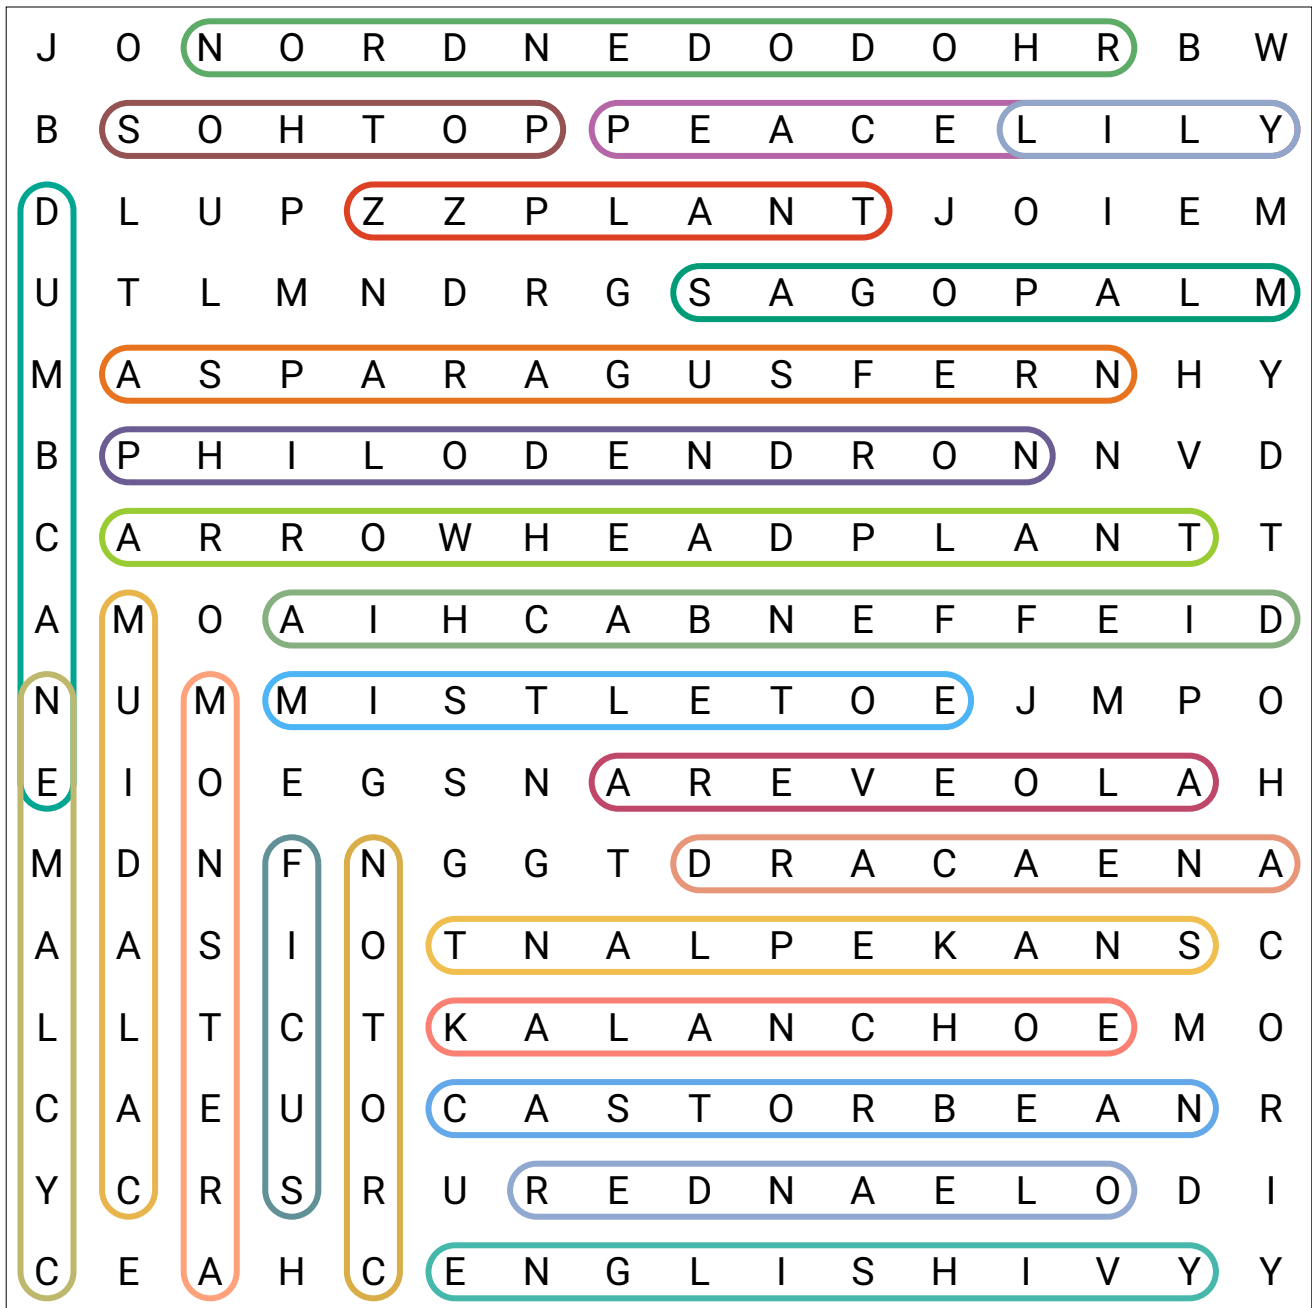 J O N O R D N E D O D O H R B W
B S O H T O P P E A C E L I L Y
D L U P Z Z P L A N T J O I E M
U T L M N D R G S A G O P A L M
M A S P A R A G U S F E R N H Y
B P H I L O D E N D R O N N V D
C A R R O W H E A D P L A N T T
A M O A I H C A B N E F F E I D
N U M M I S T L E T O E J M P O
E I O E G S N A R E V E O L A H
M D N F N G G T D R A C A E N A
A A S I O T N A L P E K A N S C
L L T C T K A L A N C H O E M O
C A E U O C A S T O R B E A N R
Y C R S R U R E D N A E L O D I
C E A H C E N G L I S H I V Y Y